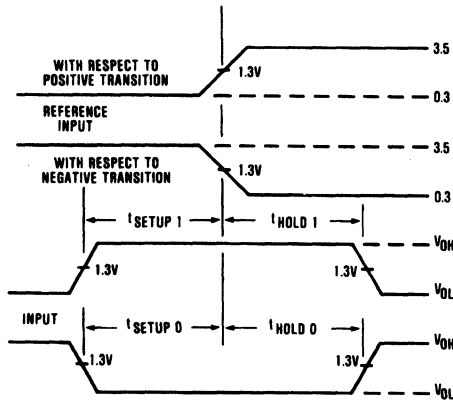 WITH RESPECT TO
POSITIVE TRANSITION
1.3V
3.5
0.3
REFERENCE
INPUT
3.5
WITH RESPECT TO
NEGATIVE TRANSITION
1.3V
0.3
tSETUP 1
tHOLD 1
VOH
1.3V
1.3V
VOL
INPUT
tSETUP 0
tHOLD 0
VOH
1.3V
1.3V
VOL